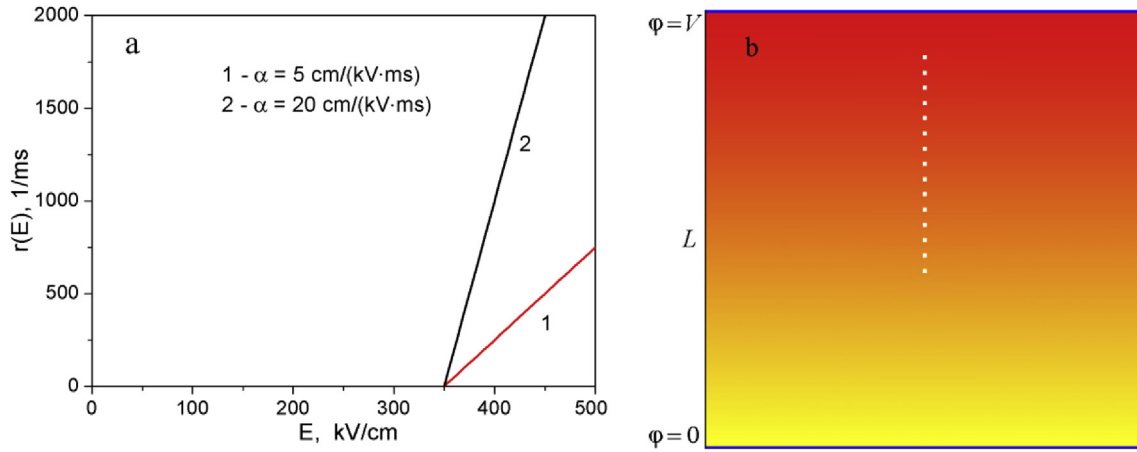 a
1 - α = 5 cm/(kV·ms)
2 - α = 20 cm/(kV·ms)
2
1
r(E), 1/ms
2000
1500
1000
500
0
0 100 200 300 400 500
E, kV/cm
b
φ=V
L
φ=0